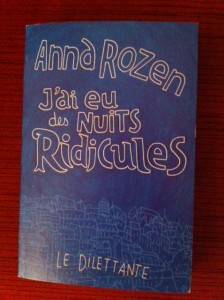 Anna Rozen
J'ai eu
des NUITS
RidicULES
LE DILETTANTE